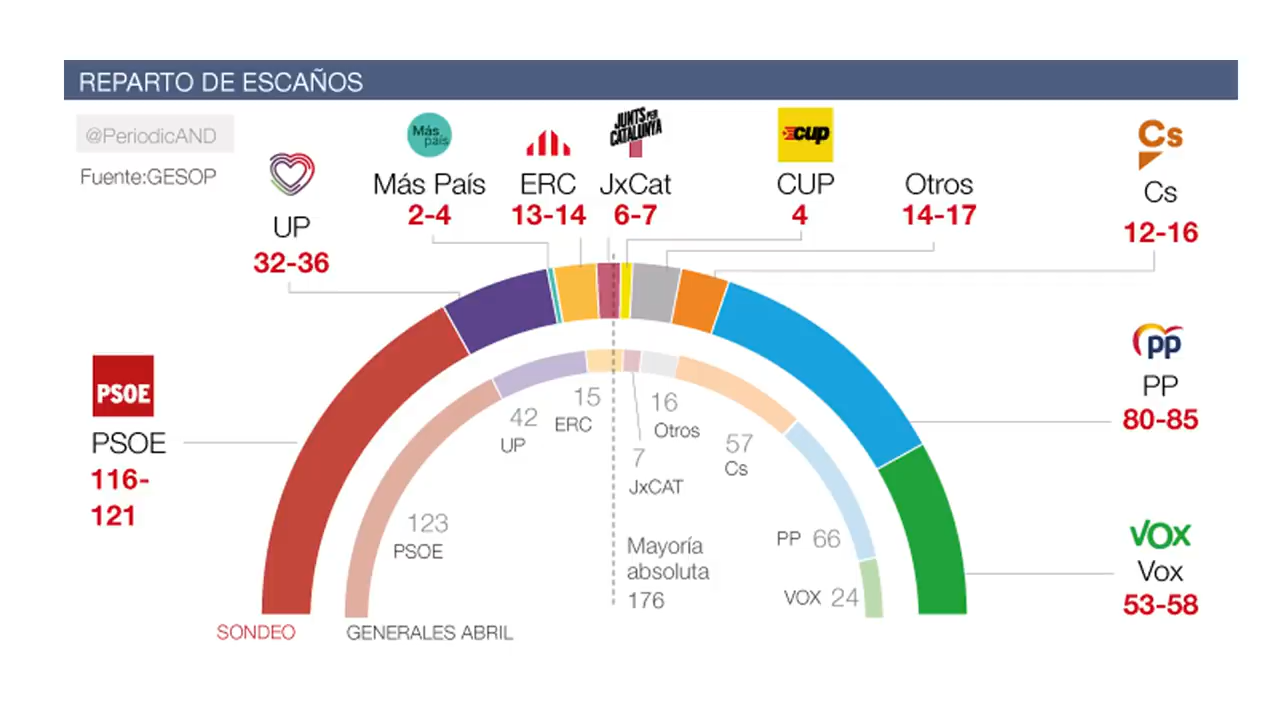 REPARTO DE ESCAÑOS
@PeriodicAND
Fuente:GESOP
UP
32-36
Más
país
Más País
2-4
ERC
13-14
JUNTS PER
CATALUNYA
JxCat
6-7
cup
CUP
4
Otros
14-17
Cs
Cs
12-16
PSOE
PSOE
116-
121
pp
PP
80-85
VOX
Vox
53-58
123
PSOE
42
UP
15
ERC
7
JxCAT
16
Otros
57
Cs
PP 66
VOX 24
Mayoría
absoluta
176
SONDEO
GENERALES ABRIL